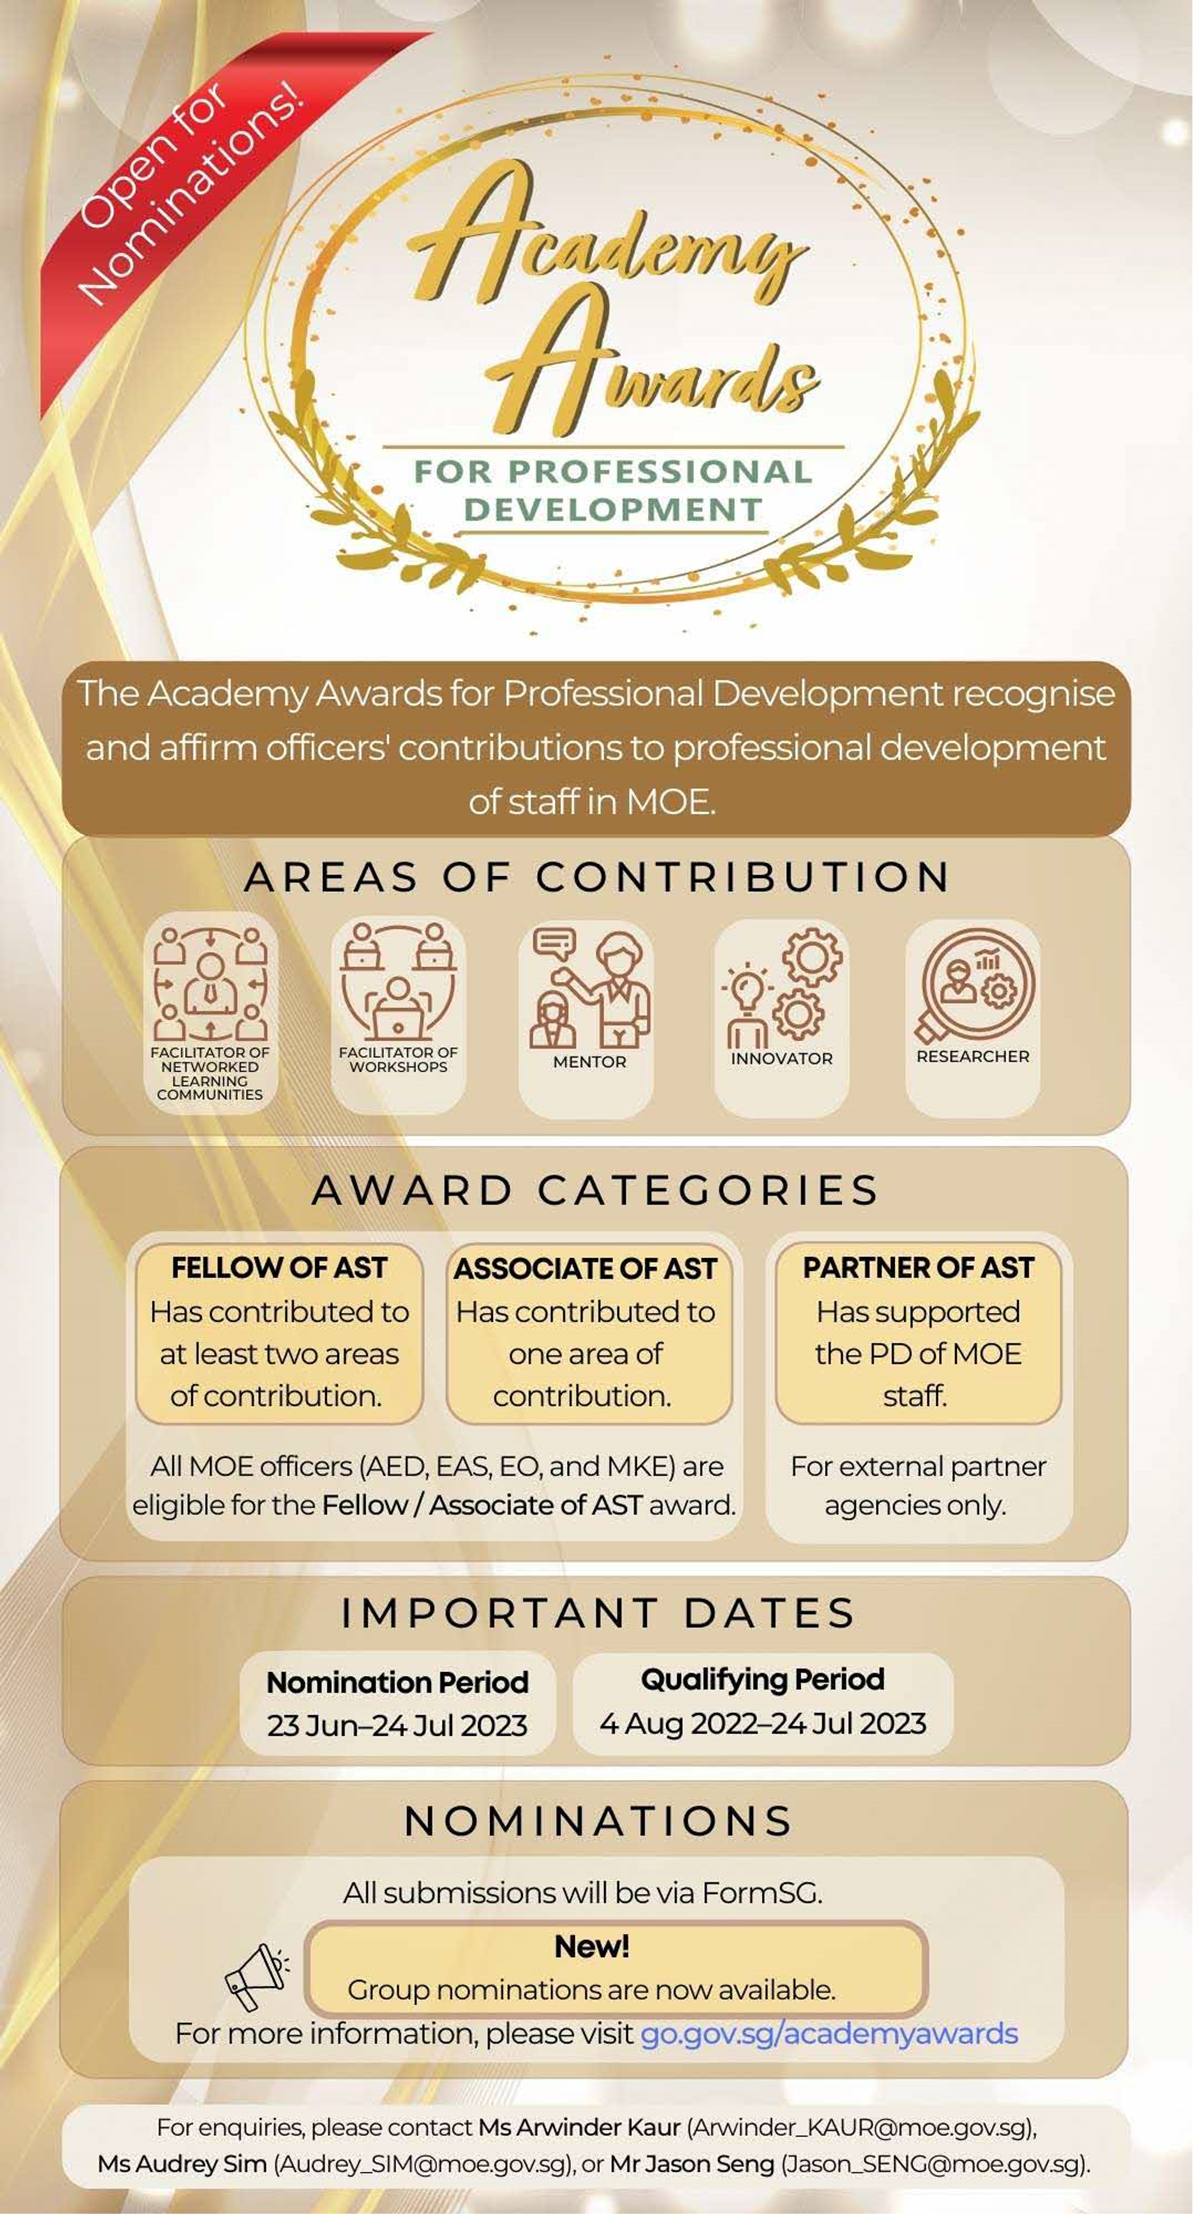 Open for
Nominations!
Academy
Awards
FOR PROFESSIONAL
DEVELOPMENT
The Academy Awards for Professional Development recognise
and affirm officers' contributions to professional development
of staff in MOE.
AREAS OF CONTRIBUTION
FACILITATOR OF
NETWORKED
LEARNING
COMMUNITIES
FACILITATOR OF
WORKSHOPS
MENTOR
INNOVATOR
RESEARCHER
AWARD CATEGORIES
FELLOW OF AST
Has contributed to
at least two areas
of contribution.
ASSOCIATE OF AST
Has contributed to
one area of
contribution.
All MOE officers (AED, EAS, EO, and MKE) are
eligible for the Fellow / Associate of AST award.
PARTNER OF AST
Has supported
the PD of MOE
staff.
For external partner
agencies only.
IMPORTANT DATES
Nomination Period
23 Jun–24 Jul 2023
Qualifying Period
4 Aug 2022–24 Jul 2023
NOMINATIONS
All submissions will be via FormSG.
New!
Group nominations are now available.
For more information, please visit go.gov.sg/academyawards
For enquiries, please contact Ms Arwinder Kaur (Arwinder_KAUR@moe.gov.sg),
Ms Audrey Sim (Audrey_SIM@moe.gov.sg), or Mr Jason Seng (Jason_SENG@moe.gov.sg).